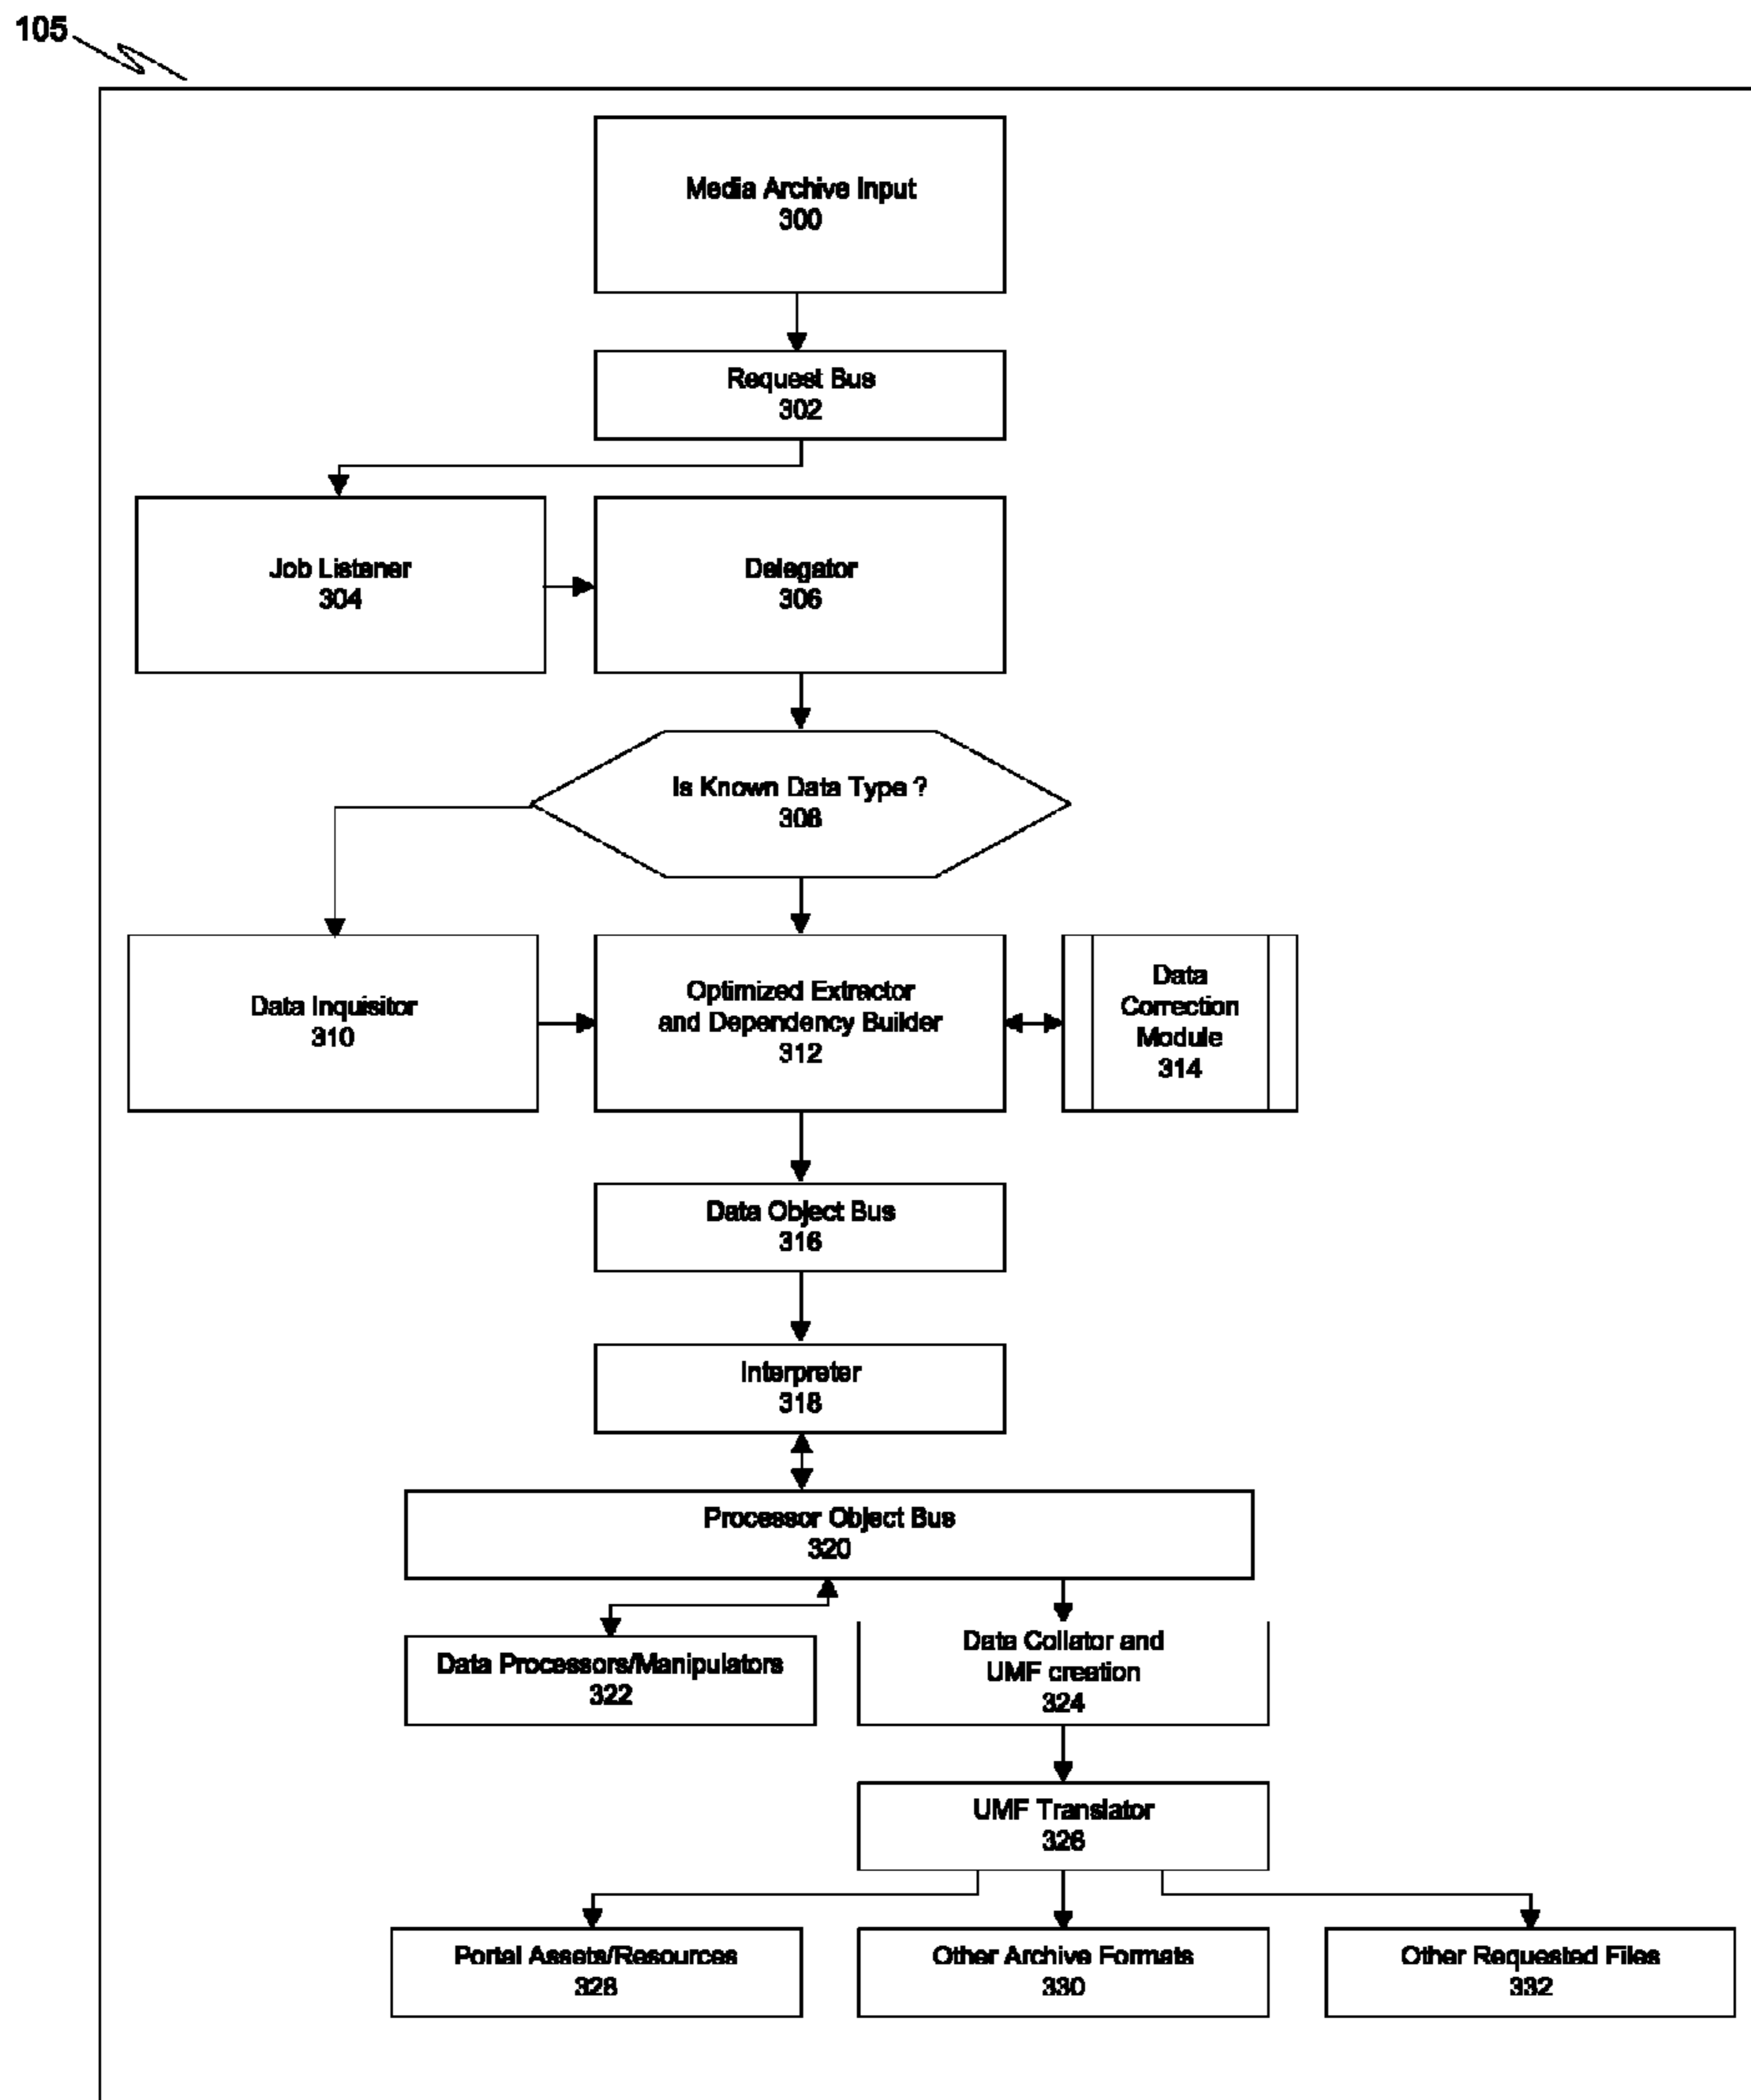 105
Media Archive Input
300
Request Bus
302
Job Listener
304
Delegator
306
Is Known Data Type ?
308
Data Inquisitor
310
Optimized Extractor
and Dependency Builder
312
Data
Correction
Module
314
Data Object Bus
316
Interpreter
318
Processor Object Bus
320
Data Processors/Manipulators
322
Data Collator and
UMF creation
324
UMF Translator
326
Portal Assets/Resources
328
Other Archive Formats
330
Other Requested Files
332